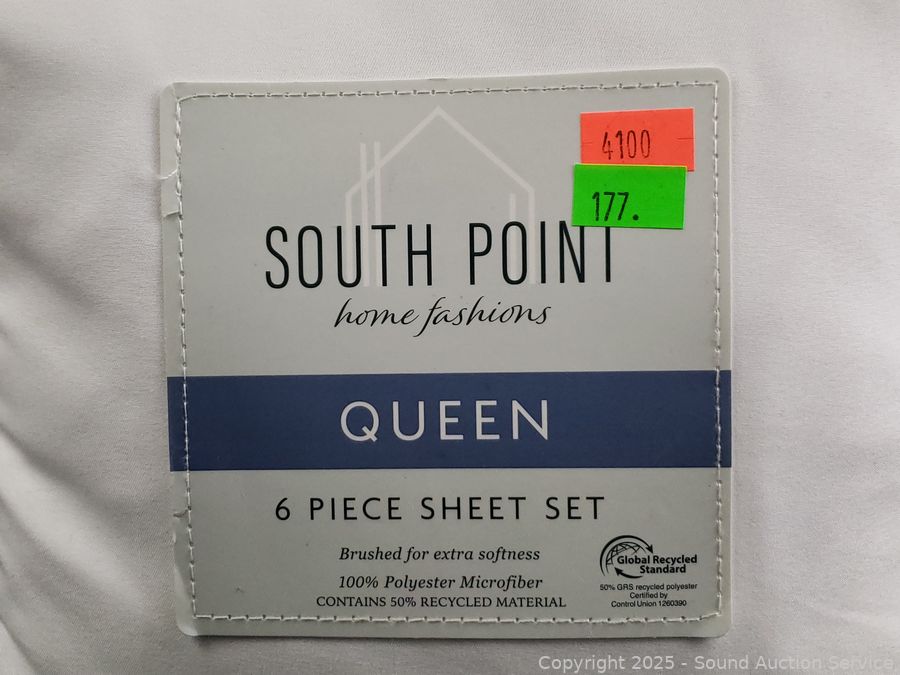 4100
177.
SOUTH POINT
home fashions
QUEEN
6 PIECE SHEET SET
Brushed for extra softness
100% Polyester Microfiber
CONTAINS 50% RECYCLED MATERIAL
Global Recycled
Standard
50% GRS recycled polyester
Certified by
Control Union 1260390
Copyright 2025 - Sound Auction Service